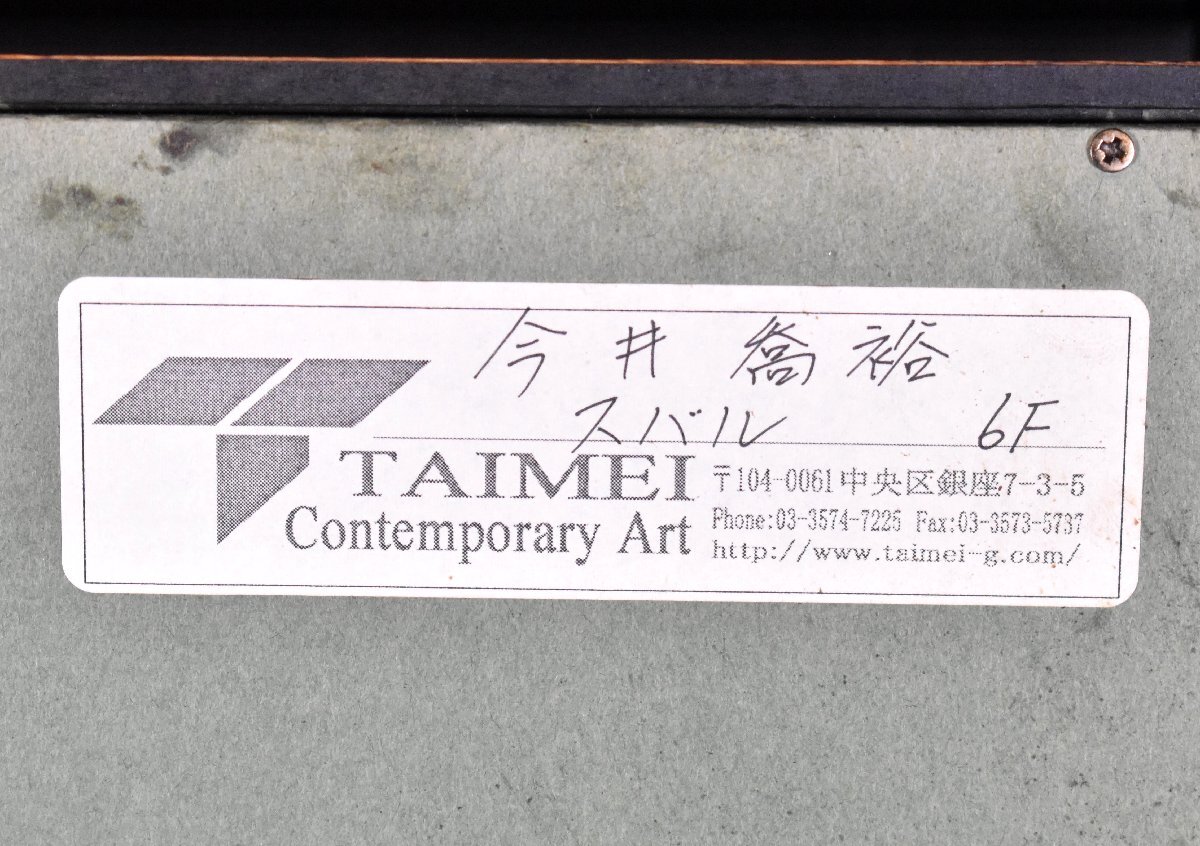 今井喬裕
スバル 6F
TAIMEI
Contemporary Art
〒104-0061中央区銀座7-3-5
Phone:03-3574-7225 Fax:03-3573-5737
http://www.taimei-g.com/